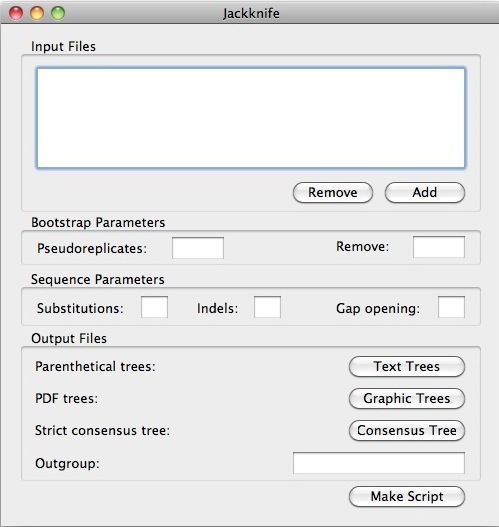 Jackknife
Input Files
Remove Add
Bootstrap Parameters
Pseudoreplicates: Remove:
Sequence Parameters
Substitutions: Indels: Gap opening:
Output Files
Parenthetical trees: Text Trees
PDF trees: Graphic Trees
Strict consensus tree: Consensus Tree
Outgroup:
Make Script